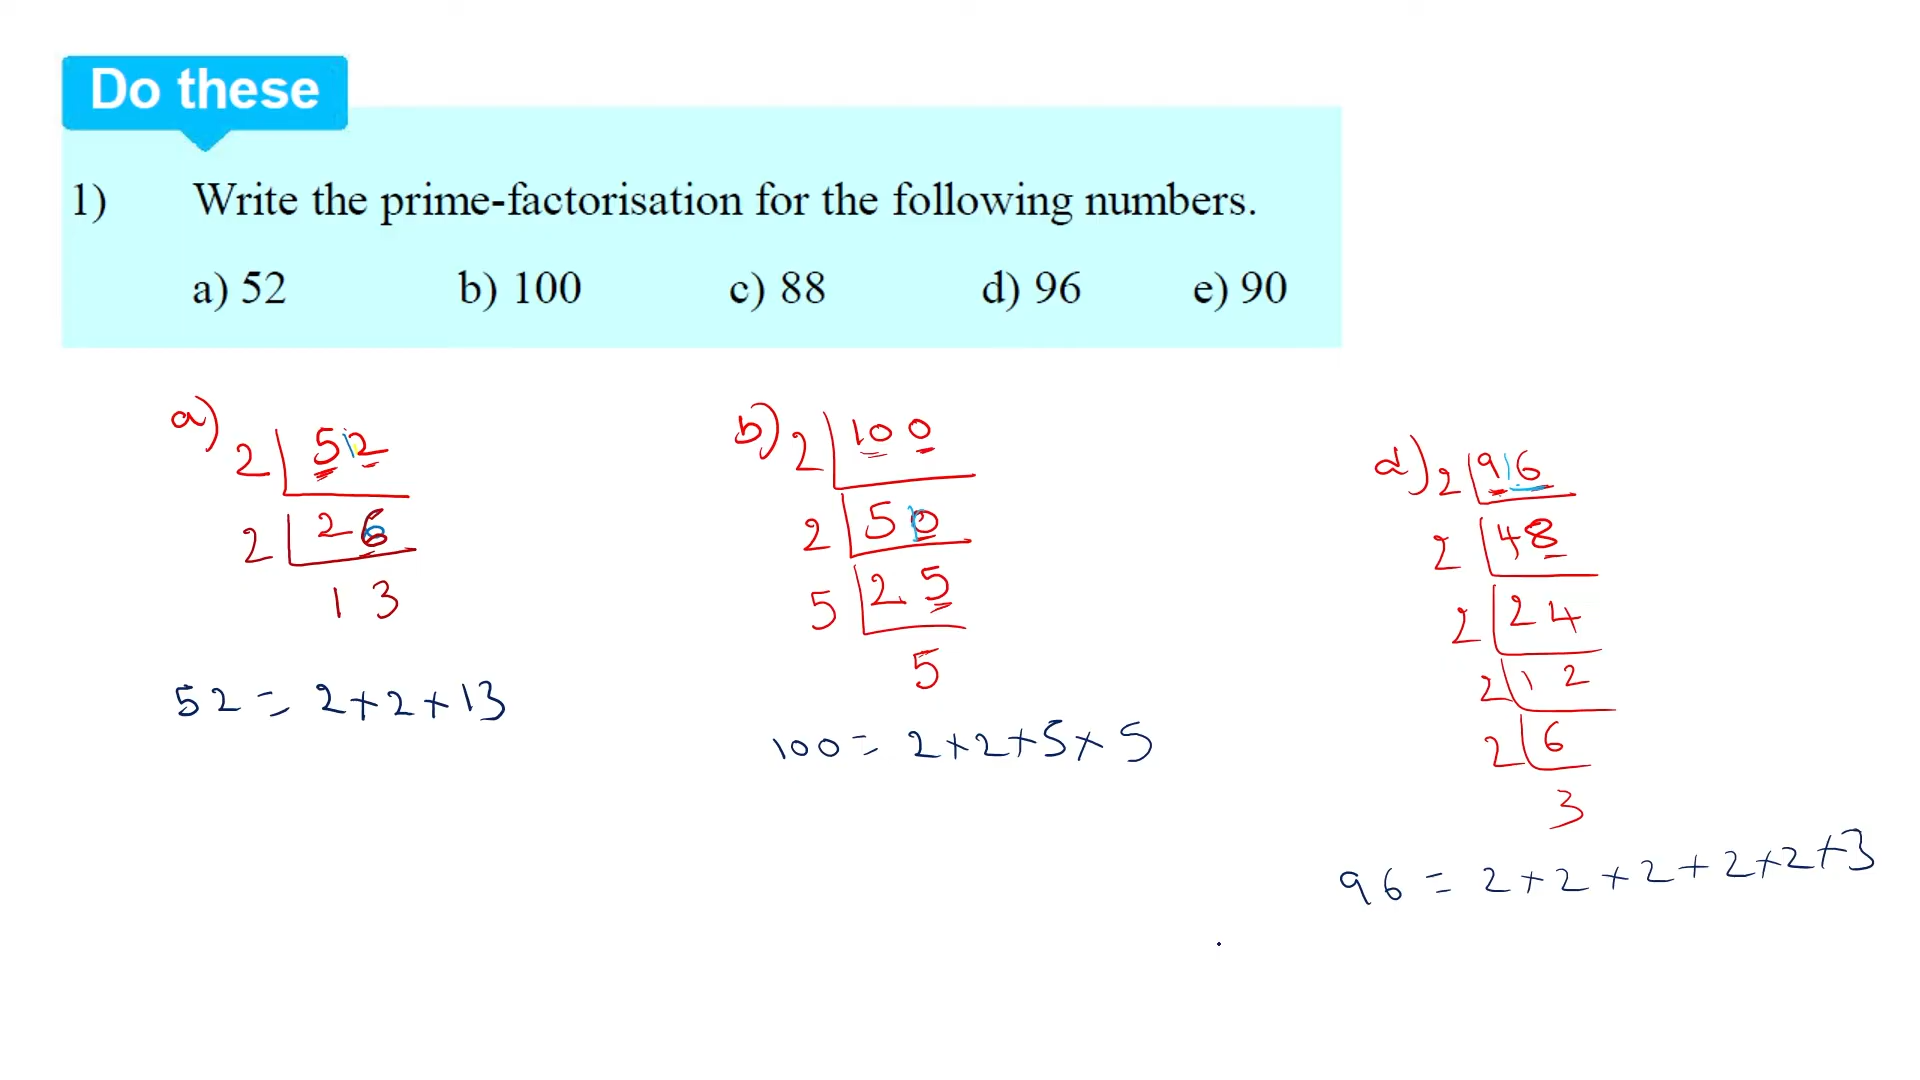 Do these
1) Write the prime-factorisation for the following numbers.
a) 52 b) 100 c) 88 d) 96 e) 90
a) 2 52
2 26
13
52 = 2 × 2 × 13
b) 2 100
2 50
5 25
5
100 = 2 × 2 × 5 × 5
d) 2 96
2 48
2 24
2 12
2 6
3
96 = 2 × 2 × 2 × 2 × 2 × 3